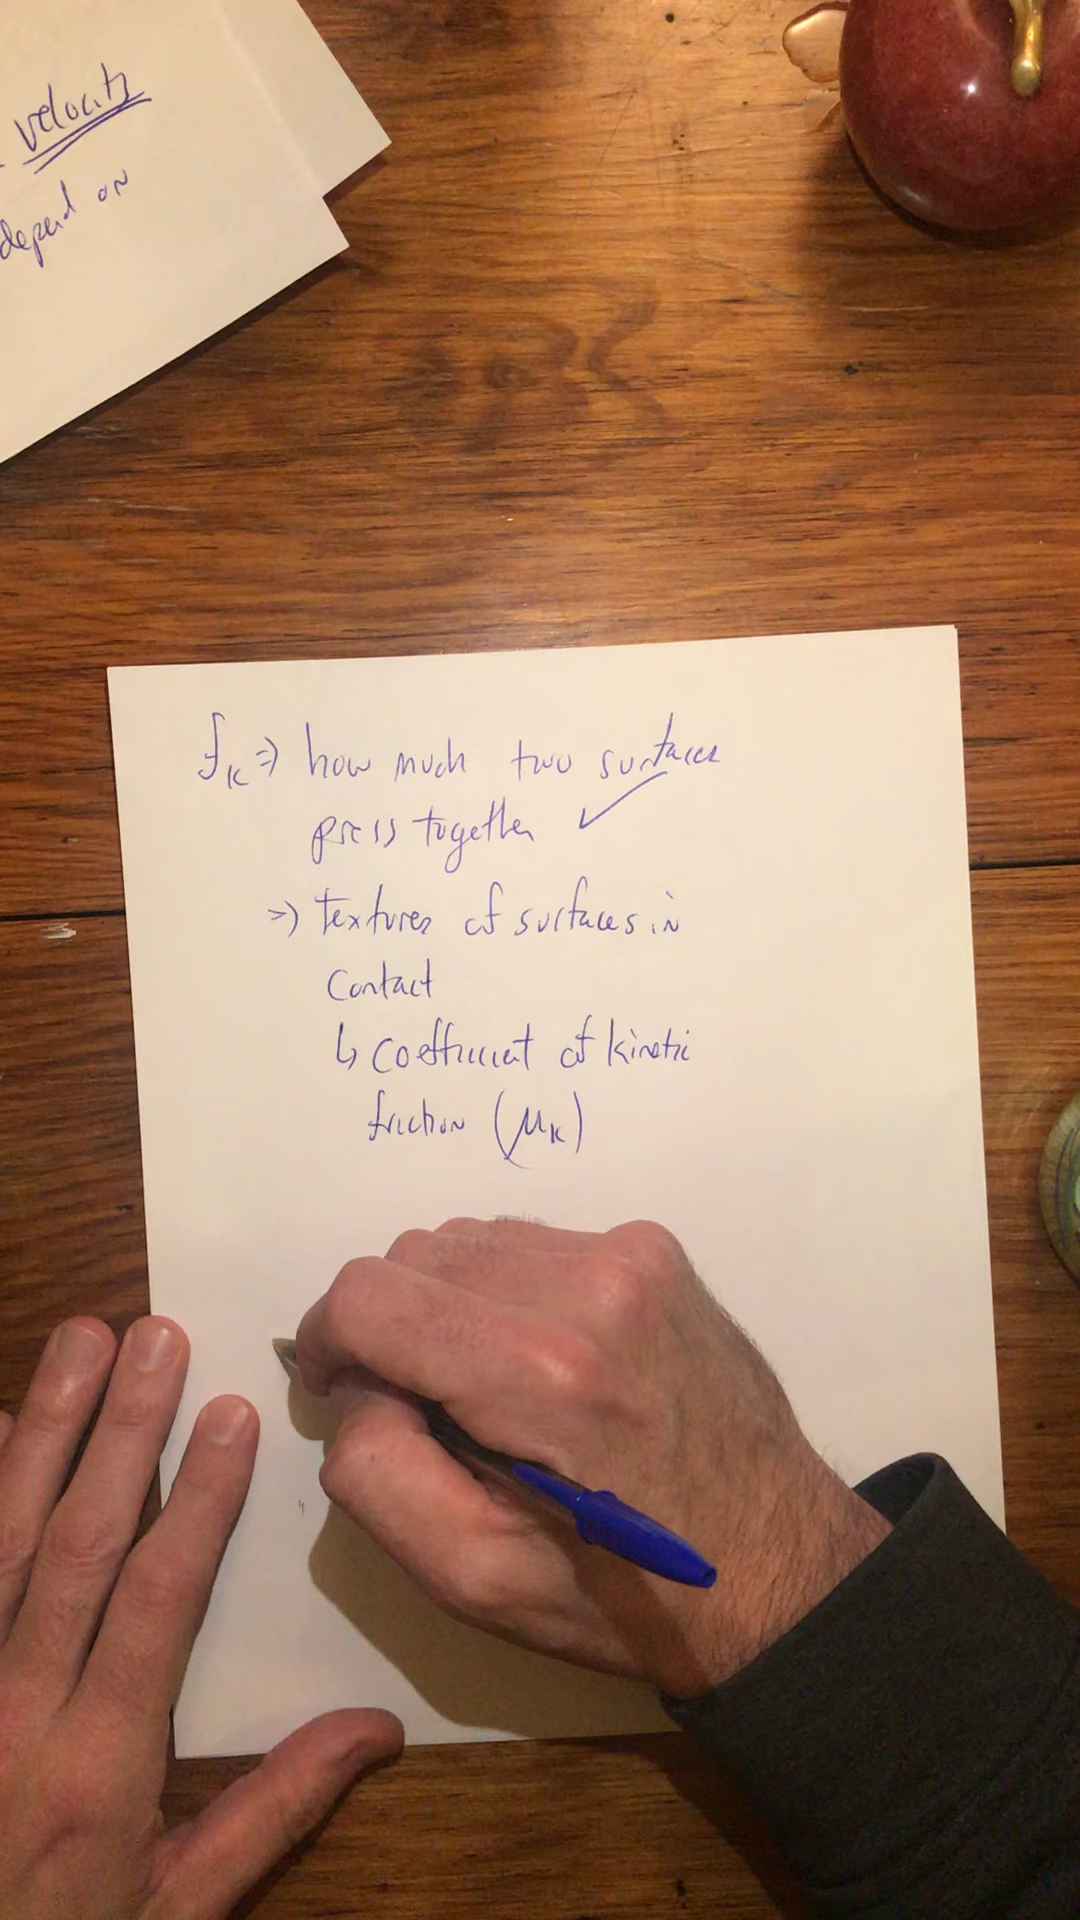 velocity
depend on
fk => how much two surfaces
press together ✓
=> textures of surfaces in
contact
↳ coefficient of kinetic
friction (μk)